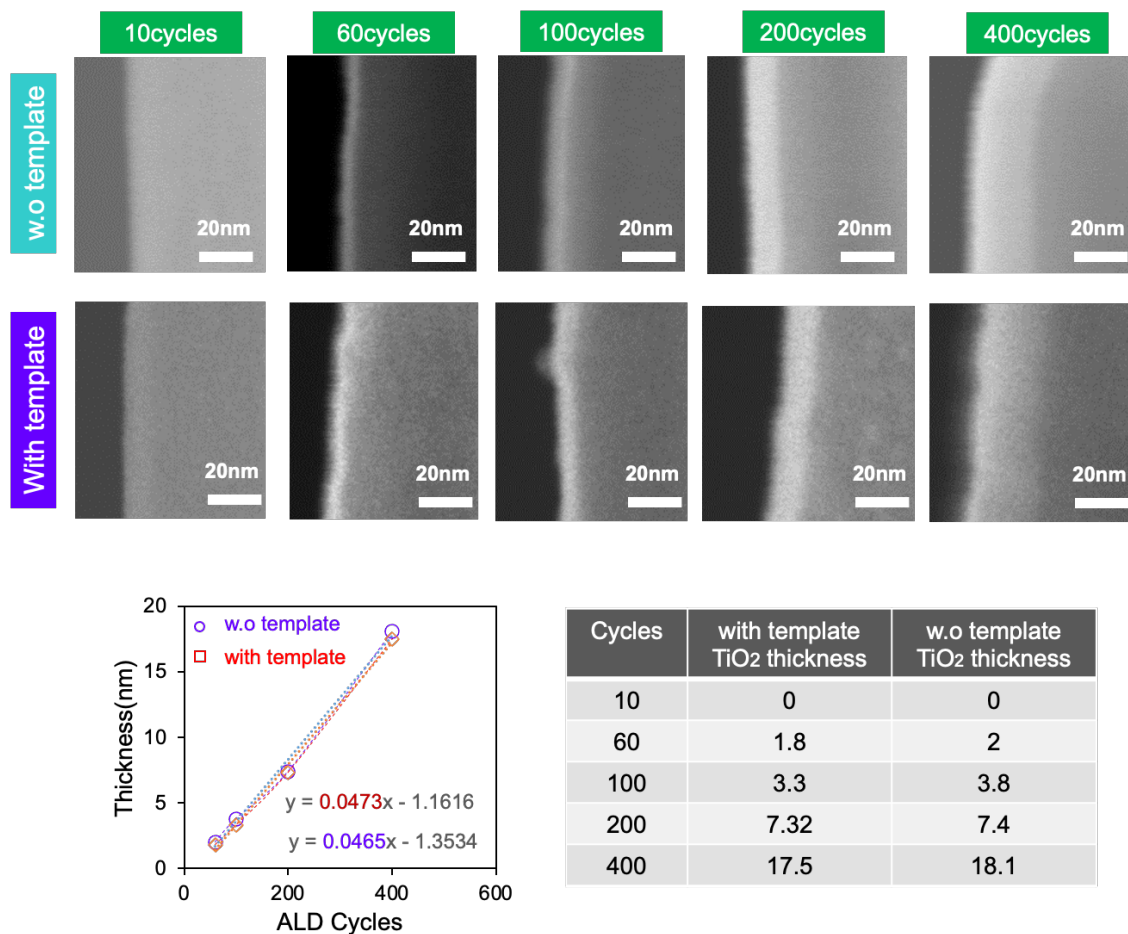 10cycles
60cycles
100cycles
200cycles
400cycles
w.o template
20nm
20nm
20nm
20nm
20nm
With template
20nm
20nm
20nm
20nm
20nm
Thickness(nm)
20
15
10
5
0
w.o template
with template
y = 0.0473x - 1.1616
y = 0.0465x - 1.3534
0
200
400
600
ALD Cycles
Cycles
with template
TiO2 thickness
w.o template
TiO2 thickness
10 0 0
60 1.8 2
100 3.3 3.8
200 7.32 7.4
400 17.5 18.1